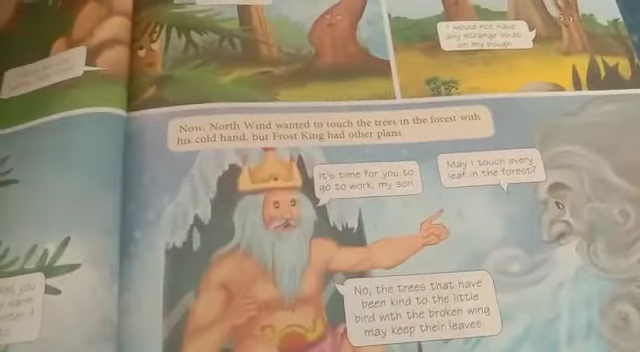 I would not have
any strange birds
on my bough
Now, North Wind wanted to touch the trees in the forest with
his cold hand, but Frost King had other plans.
It's time for you to
go to work, my son.
May I touch every
leaf in the forest?
No, the trees that have
been kind to the little
bird with the broken wing
may keep their leaves.
you